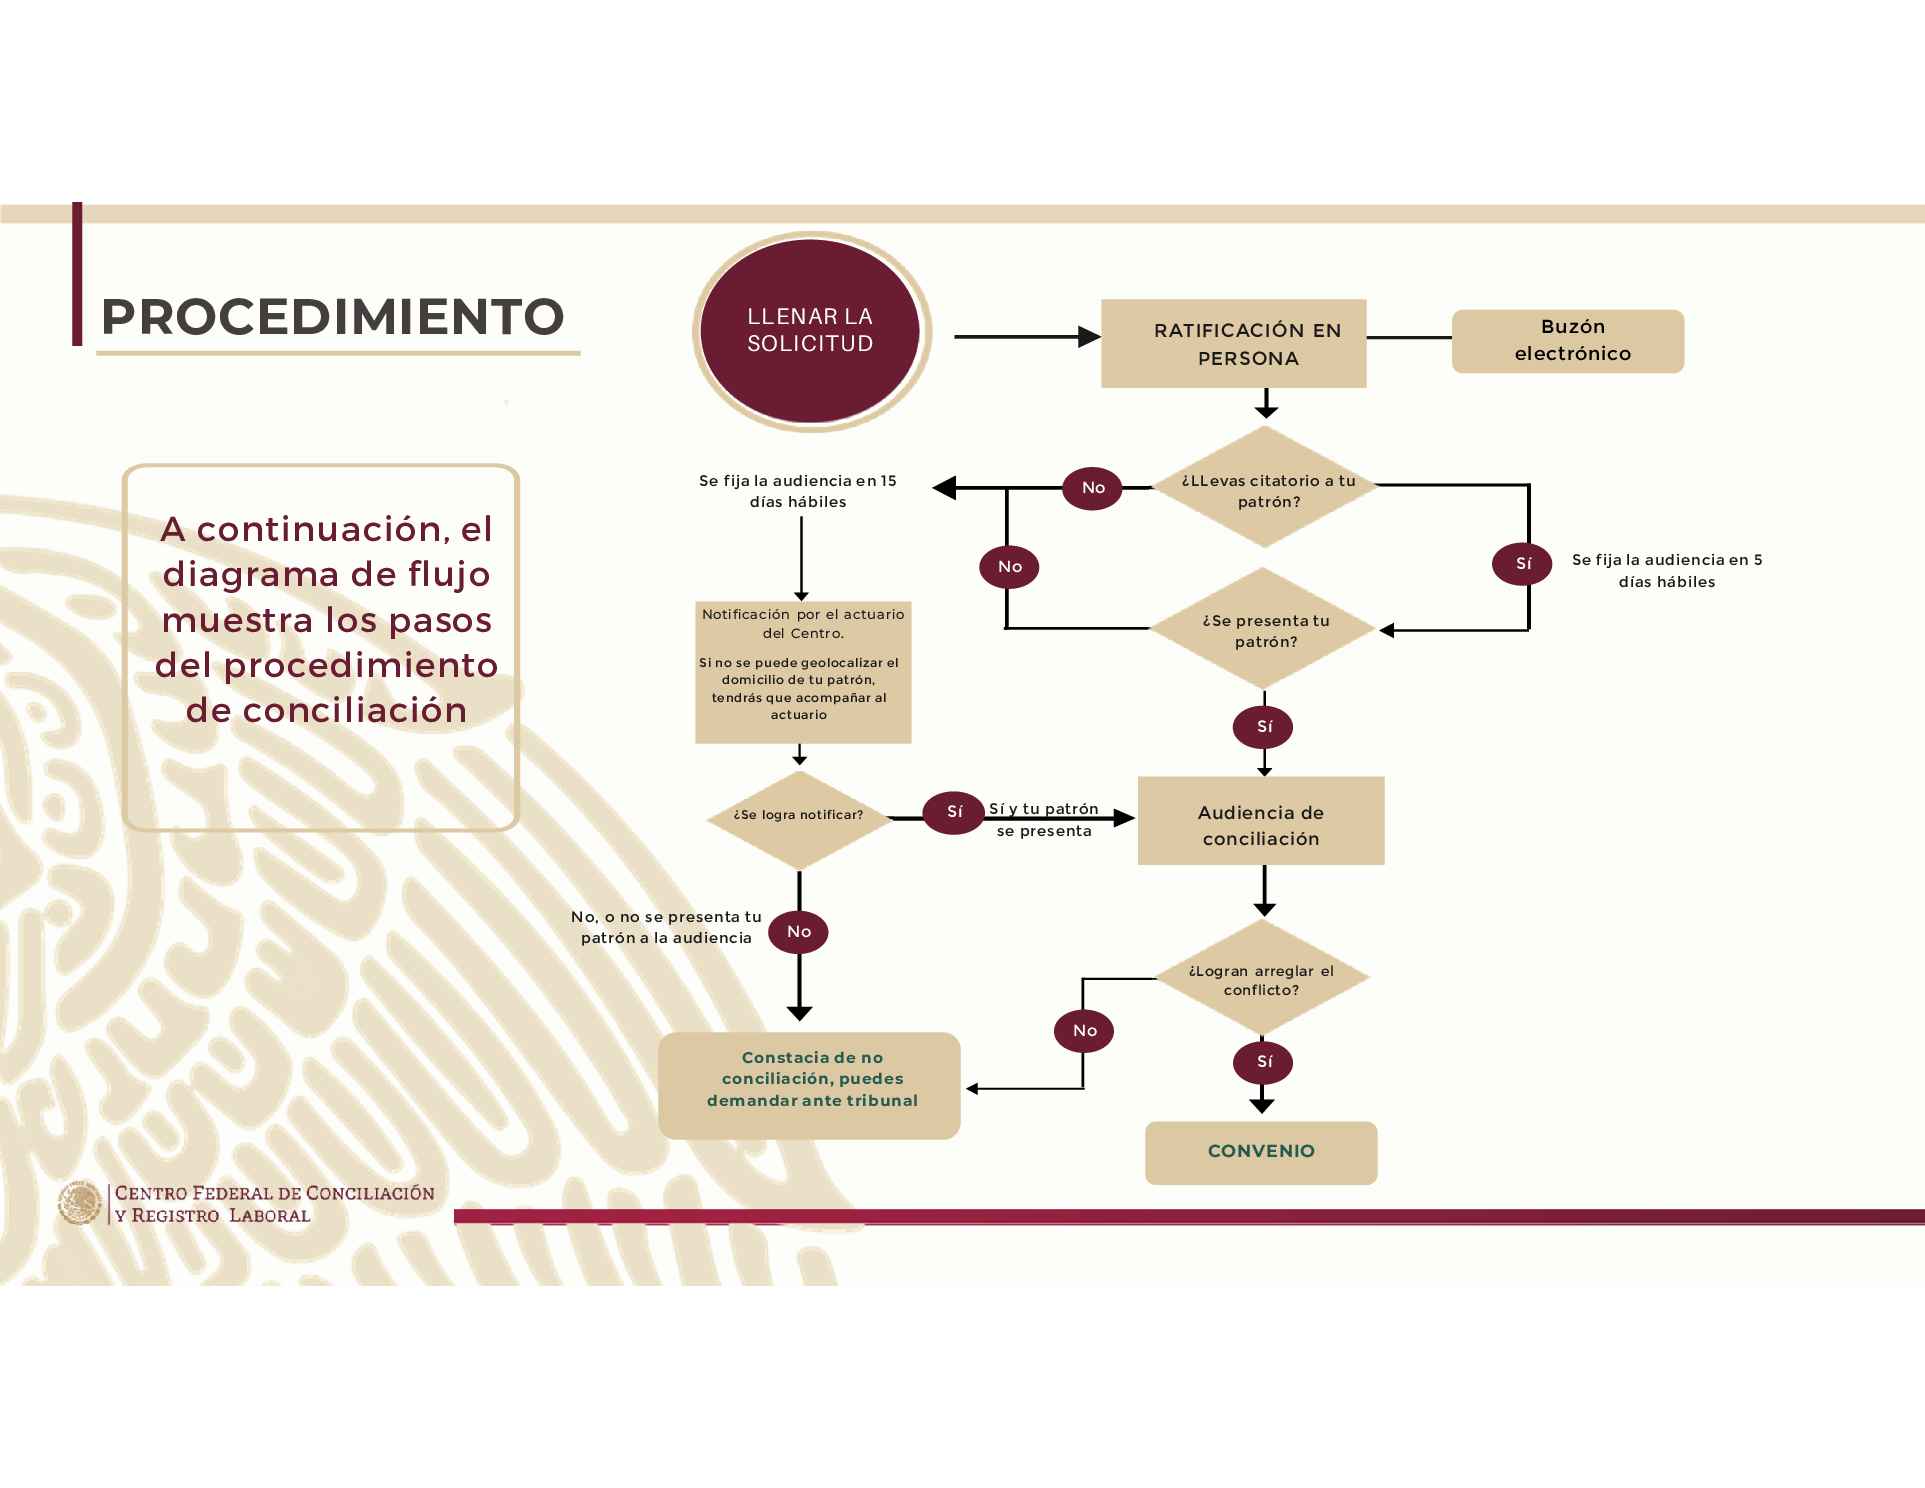 PROCEDIMIENTO
A continuación, el
diagrama de flujo
muestra los pasos
del procedimiento
de conciliación
LLENAR LA
SOLICITUD
RATIFICACIÓN EN
PERSONA
Buzón
electrónico
¿LLevas citatorio a tu
patrón?
No
Se fija la audiencia en 15
días hábiles
Sí
Se fija la audiencia en 5
días hábiles
No
¿Se presenta tu
patrón?
Notificación por el actuario
del Centro.
Si no se puede geolocalizar el
domicilio de tu patrón,
tendrás que acompañar al
actuario
Sí
¿Se logra notificar?
Sí
Sí y tu patrón
se presenta
Audiencia de
conciliación
No, o no se presenta tu
patrón a la audiencia
No
¿Logran arreglar el
conflicto?
No
Sí
Constacia de no
conciliación, puedes
demandar ante tribunal
CONVENIO
CENTRO FEDERAL DE CONCILIACIÓN
Y REGISTRO LABORAL